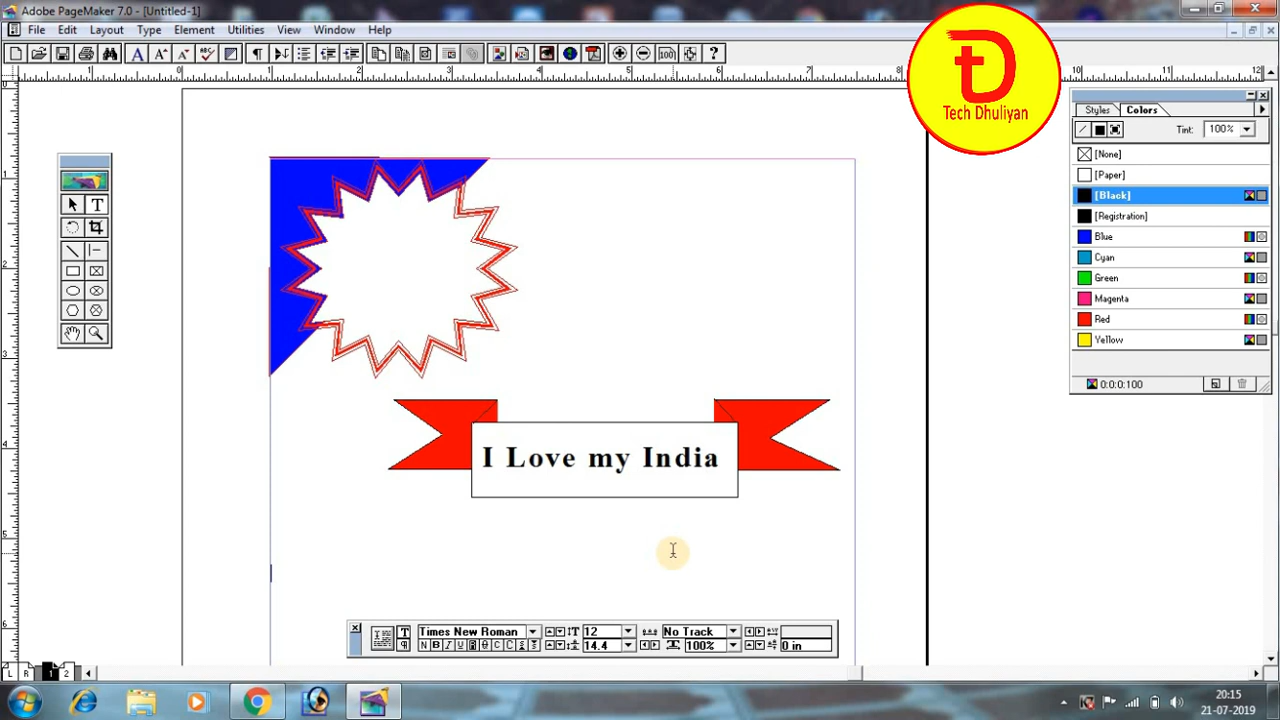 Adobe PageMaker 7.0 - [Untitled-1]
File Edit Layout Type Element Utilities View Window Help
Tech Dhuliyan
Styles Colors
Tint: 100%
[None]
[Paper]
[Black]
[Registration]
Blue
Cyan
Green
Magenta
Red
Yellow
0:0:0:100
I Love my India
Times New Roman 12 No Track
14.4 100% 0 in
L R 1 2
20:15
21-07-2019